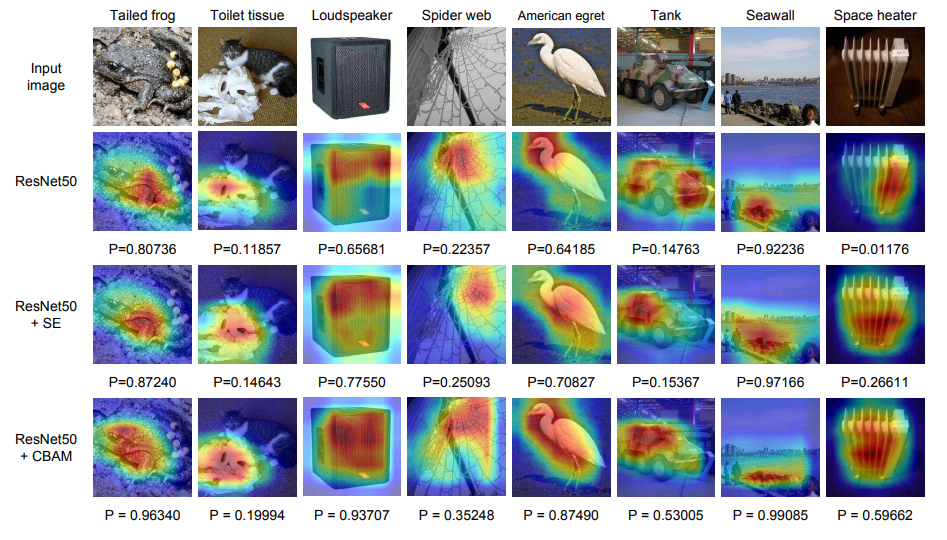 Tailed frog Toilet tissue Loudspeaker Spider web American egret Tank Seawall Space heater
Input
image
ResNet50
P=0.80736 P=0.11857 P=0.65681 P=0.22357 P=0.64185 P=0.14763 P=0.92236 P=0.01176
ResNet50
+ SE
P=0.87240 P=0.14643 P=0.77550 P=0.25093 P=0.70827 P=0.15367 P=0.97166 P=0.26611
ResNet50
+ CBAM
P = 0.96340 P = 0.19994 P = 0.93707 P = 0.35248 P = 0.87490 P = 0.53005 P = 0.99085 P = 0.59662